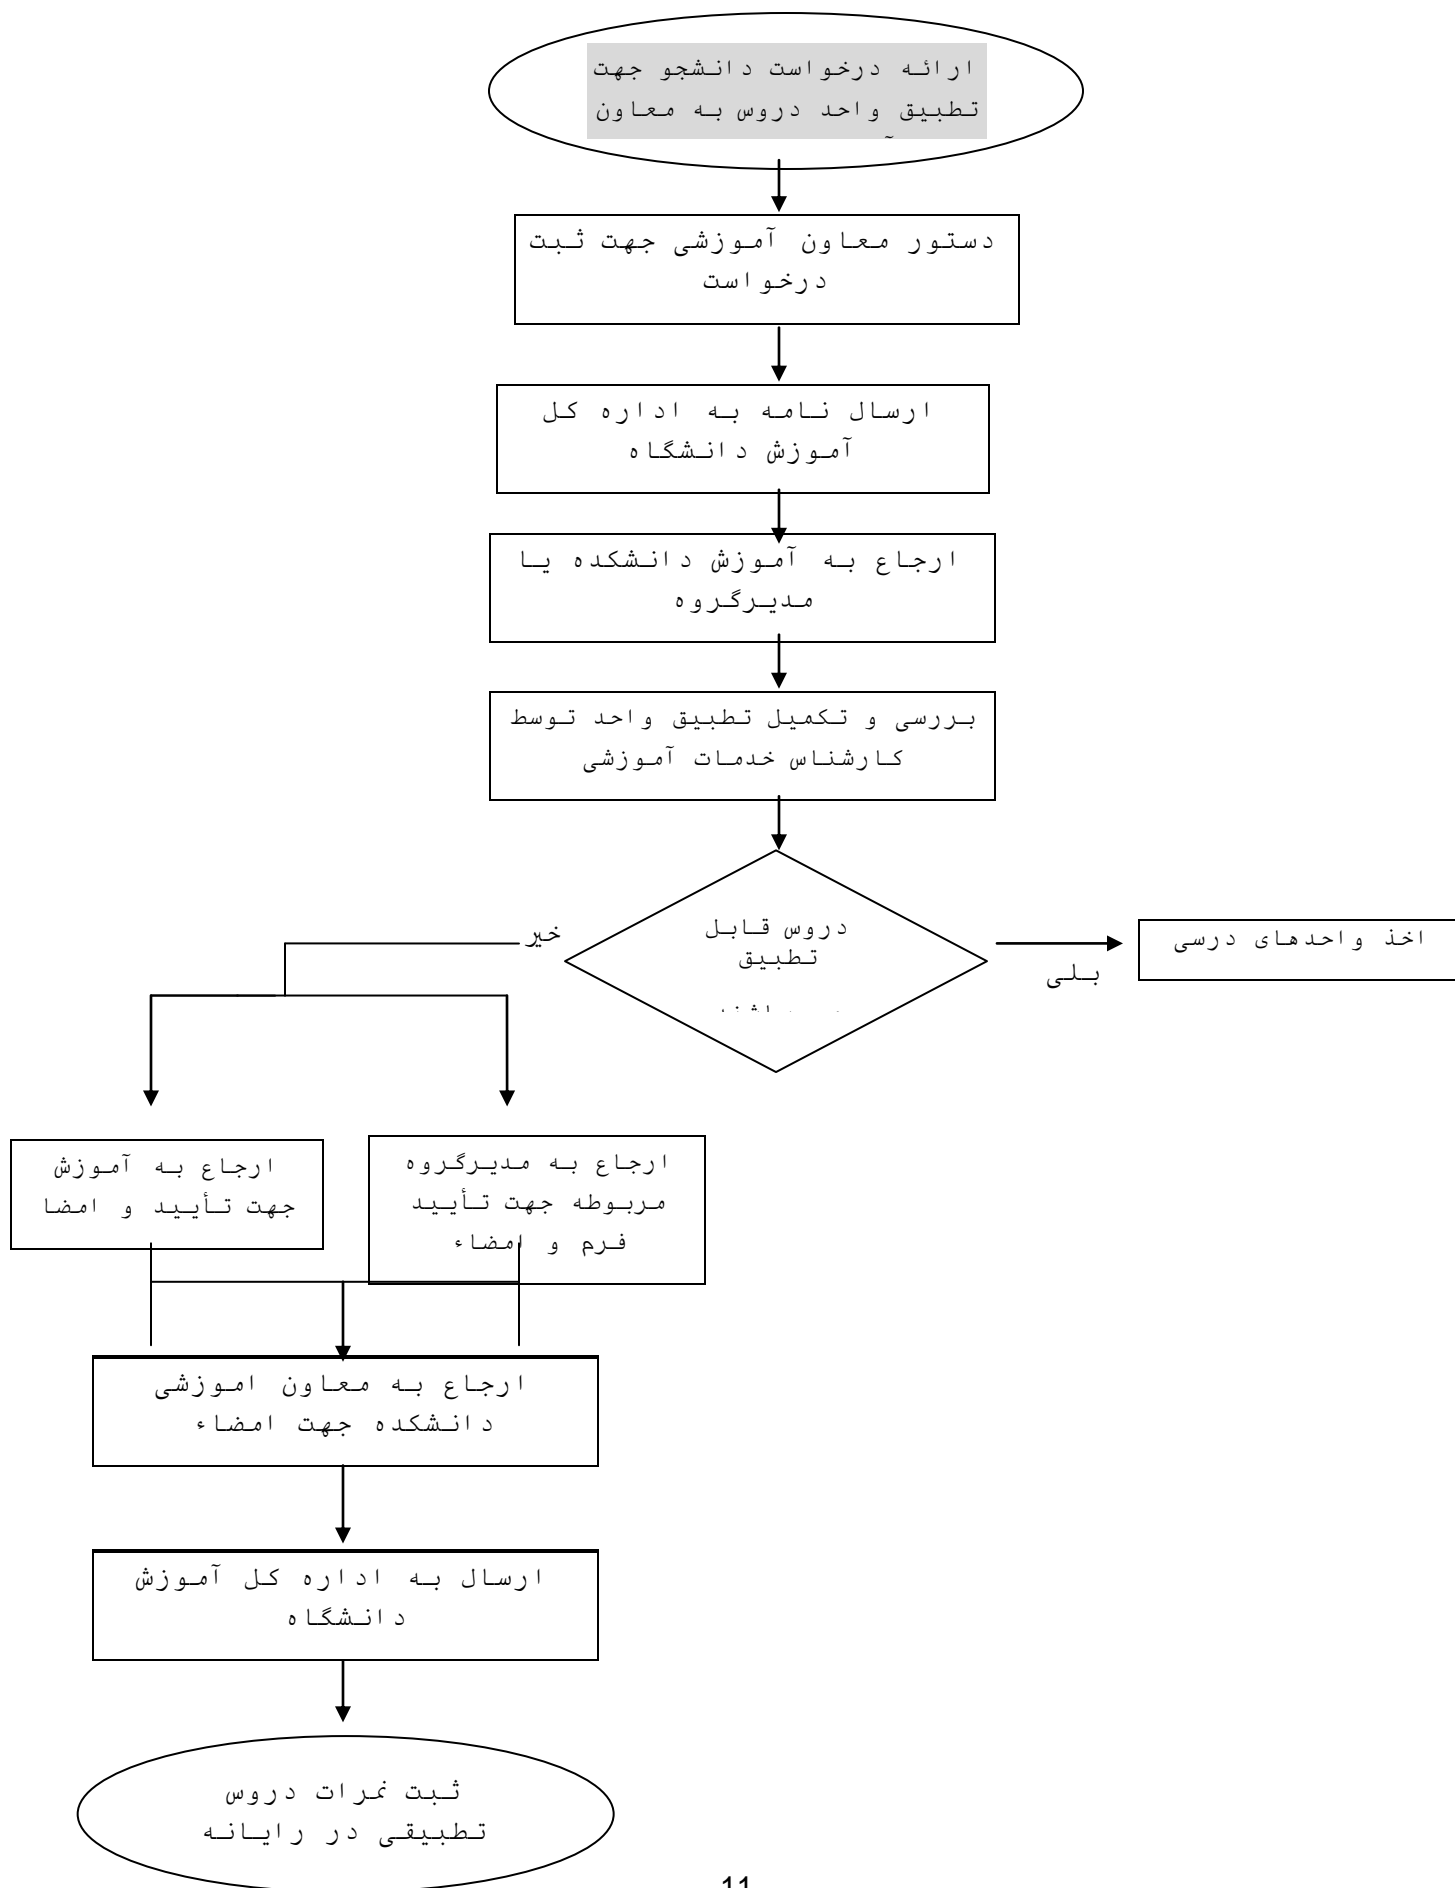 ارائه درخواست دانشجو جهت
تطبیق واحد دروس به معاون
دستور معاون آموزشی جهت ثبت
درخواست
ارسال نامه به اداره کل
آموزش دانشگاه
ارجاع به آموزش دانشکده یا
مدیرگروه
بررسی و تکمیل تطبیق واحد توسط
کارشناس خدمات آموزشی
دروس قابل
تطبیق
خیر
بلی
اخذ واحدهای درسی
ارجاع به مدیرگروه
مربوطه جهت تأیید
فرم و امضاء
ارجاع به آموزش
جهت تأیید و امضا
ارجاع به معاون اموزشی
دانشکده جهت امضاء
ارسال به اداره کل آموزش
دانشگاه
ثبت نمرات دروس
تطبیقی در رایانه
11